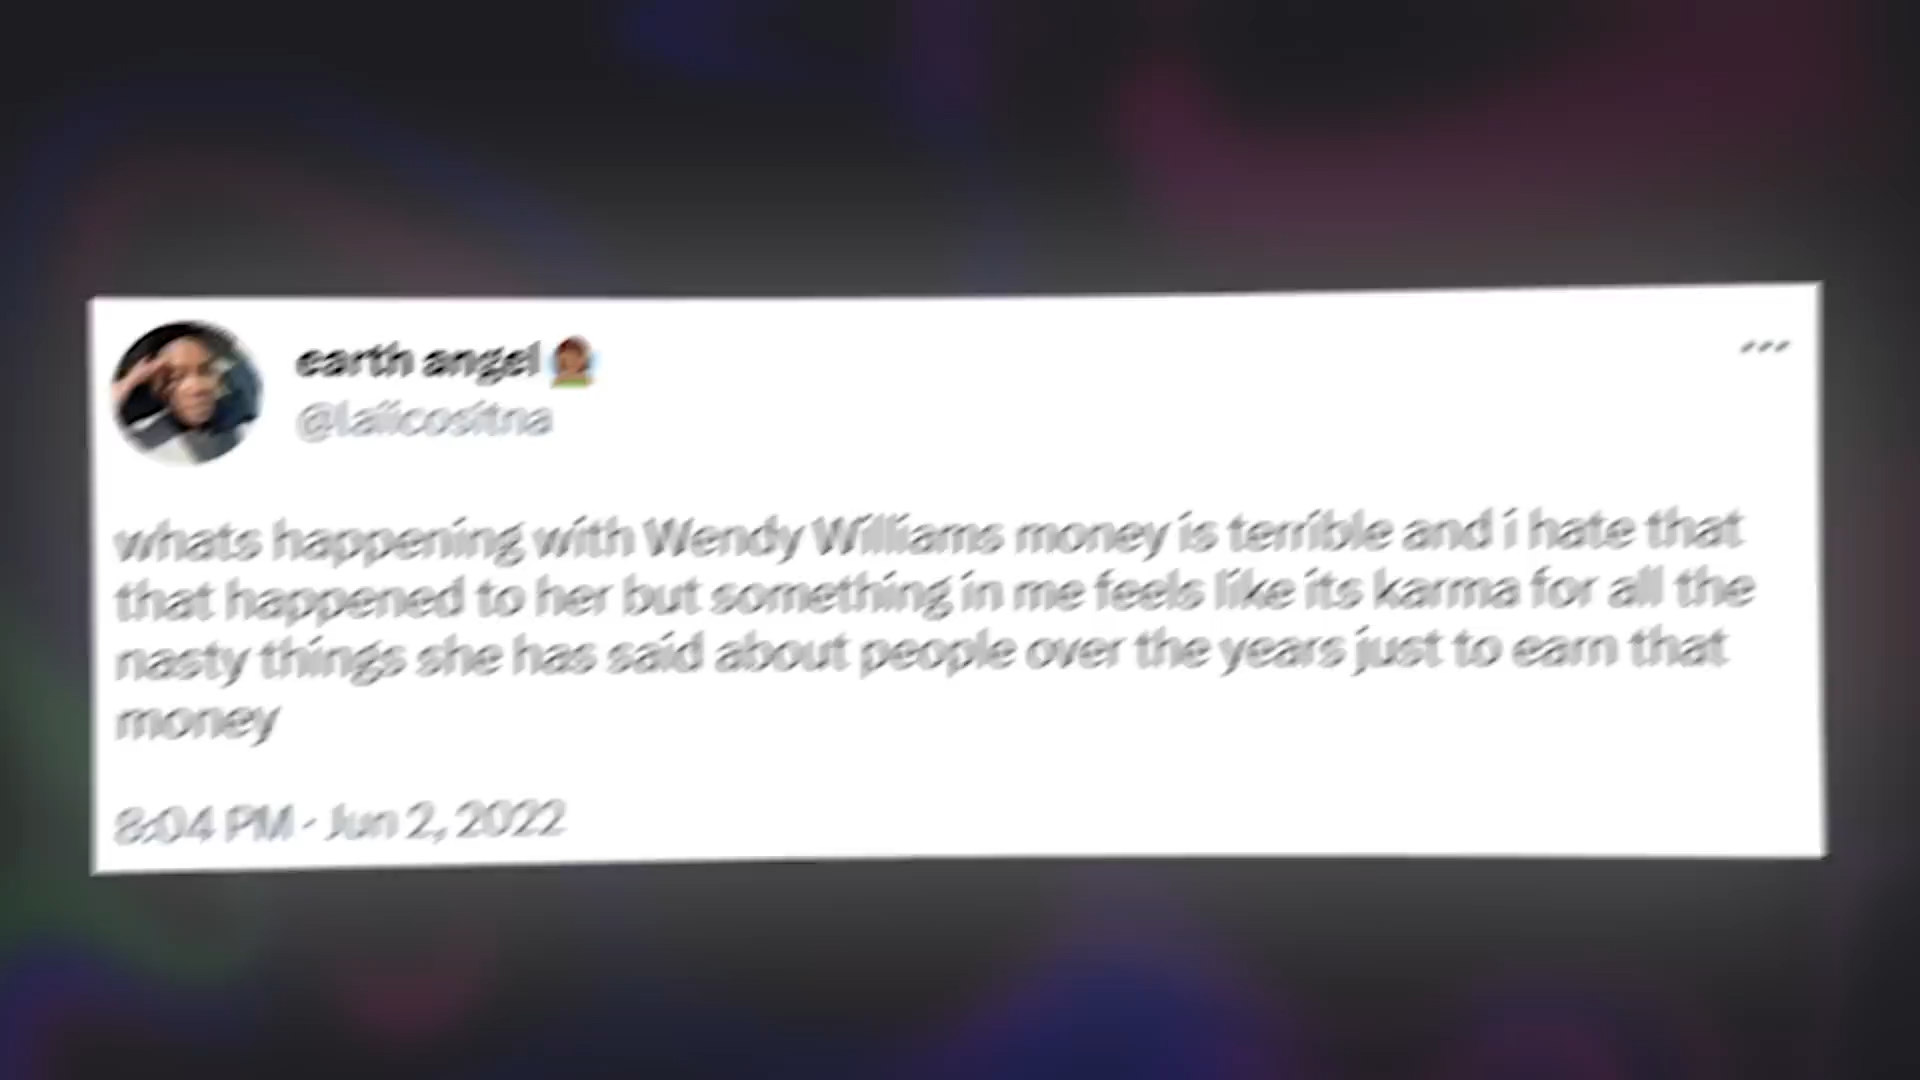 earth angel
@laiicositna
whats happening with Wendy Williams money is terrible and i hate that
that happened to her but something in me feels like its karma for all the
nasty things she has said about people over the years just to earn that
money
8:04 PM · Jun 2, 2022